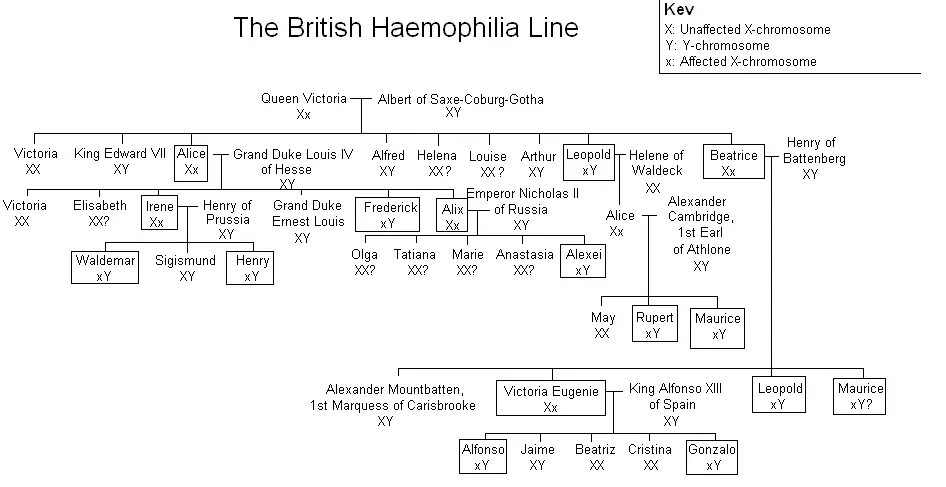 The British Haemophilia Line
Key
X: Unaffected X-chromosome
Y: Y-chromosome
x: Affected X-chromosome
Queen Victoria
Xx
Albert of Saxe-Coburg-Gotha
XY
Victoria
XX
King Edward VII
XY
Alice
Xx
Grand Duke Louis IV
of Hesse
XY
Alfred
XY
Helena
XX?
Louise
XX?
Arthur
XY
Leopold
xY
Helene of
Waldeck
XX
Beatrice
Xx
Henry of
Battenberg
XY
Victoria
XX
Elisabeth
XX?
Irene
Xx
Henry of
Prussia
XY
Grand Duke
Ernest Louis
XY
Frederick
xY
Alix
Xx
Emperor Nicholas II
of Russia
XY
Alice
Xx
Alexander
Cambridge,
1st Earl
of Athlone
XY
Waldemar
xY
Sigismund
XY
Henry
xY
Olga
XX?
Tatiana
XX?
Marie
XX?
Anastasia
XX?
Alexei
xY
May
XX
Rupert
xY
Maurice
xY
Alexander Mountbatten,
1st Marquess of Carisbrooke
XY
Victoria Eugenie
Xx
King Alfonso XIII
of Spain
XY
Leopold
xY
Maurice
xY?
Alfonso
xY
Jaime
XY
Beatriz
XX
Cristina
XX
Gonzalo
xY